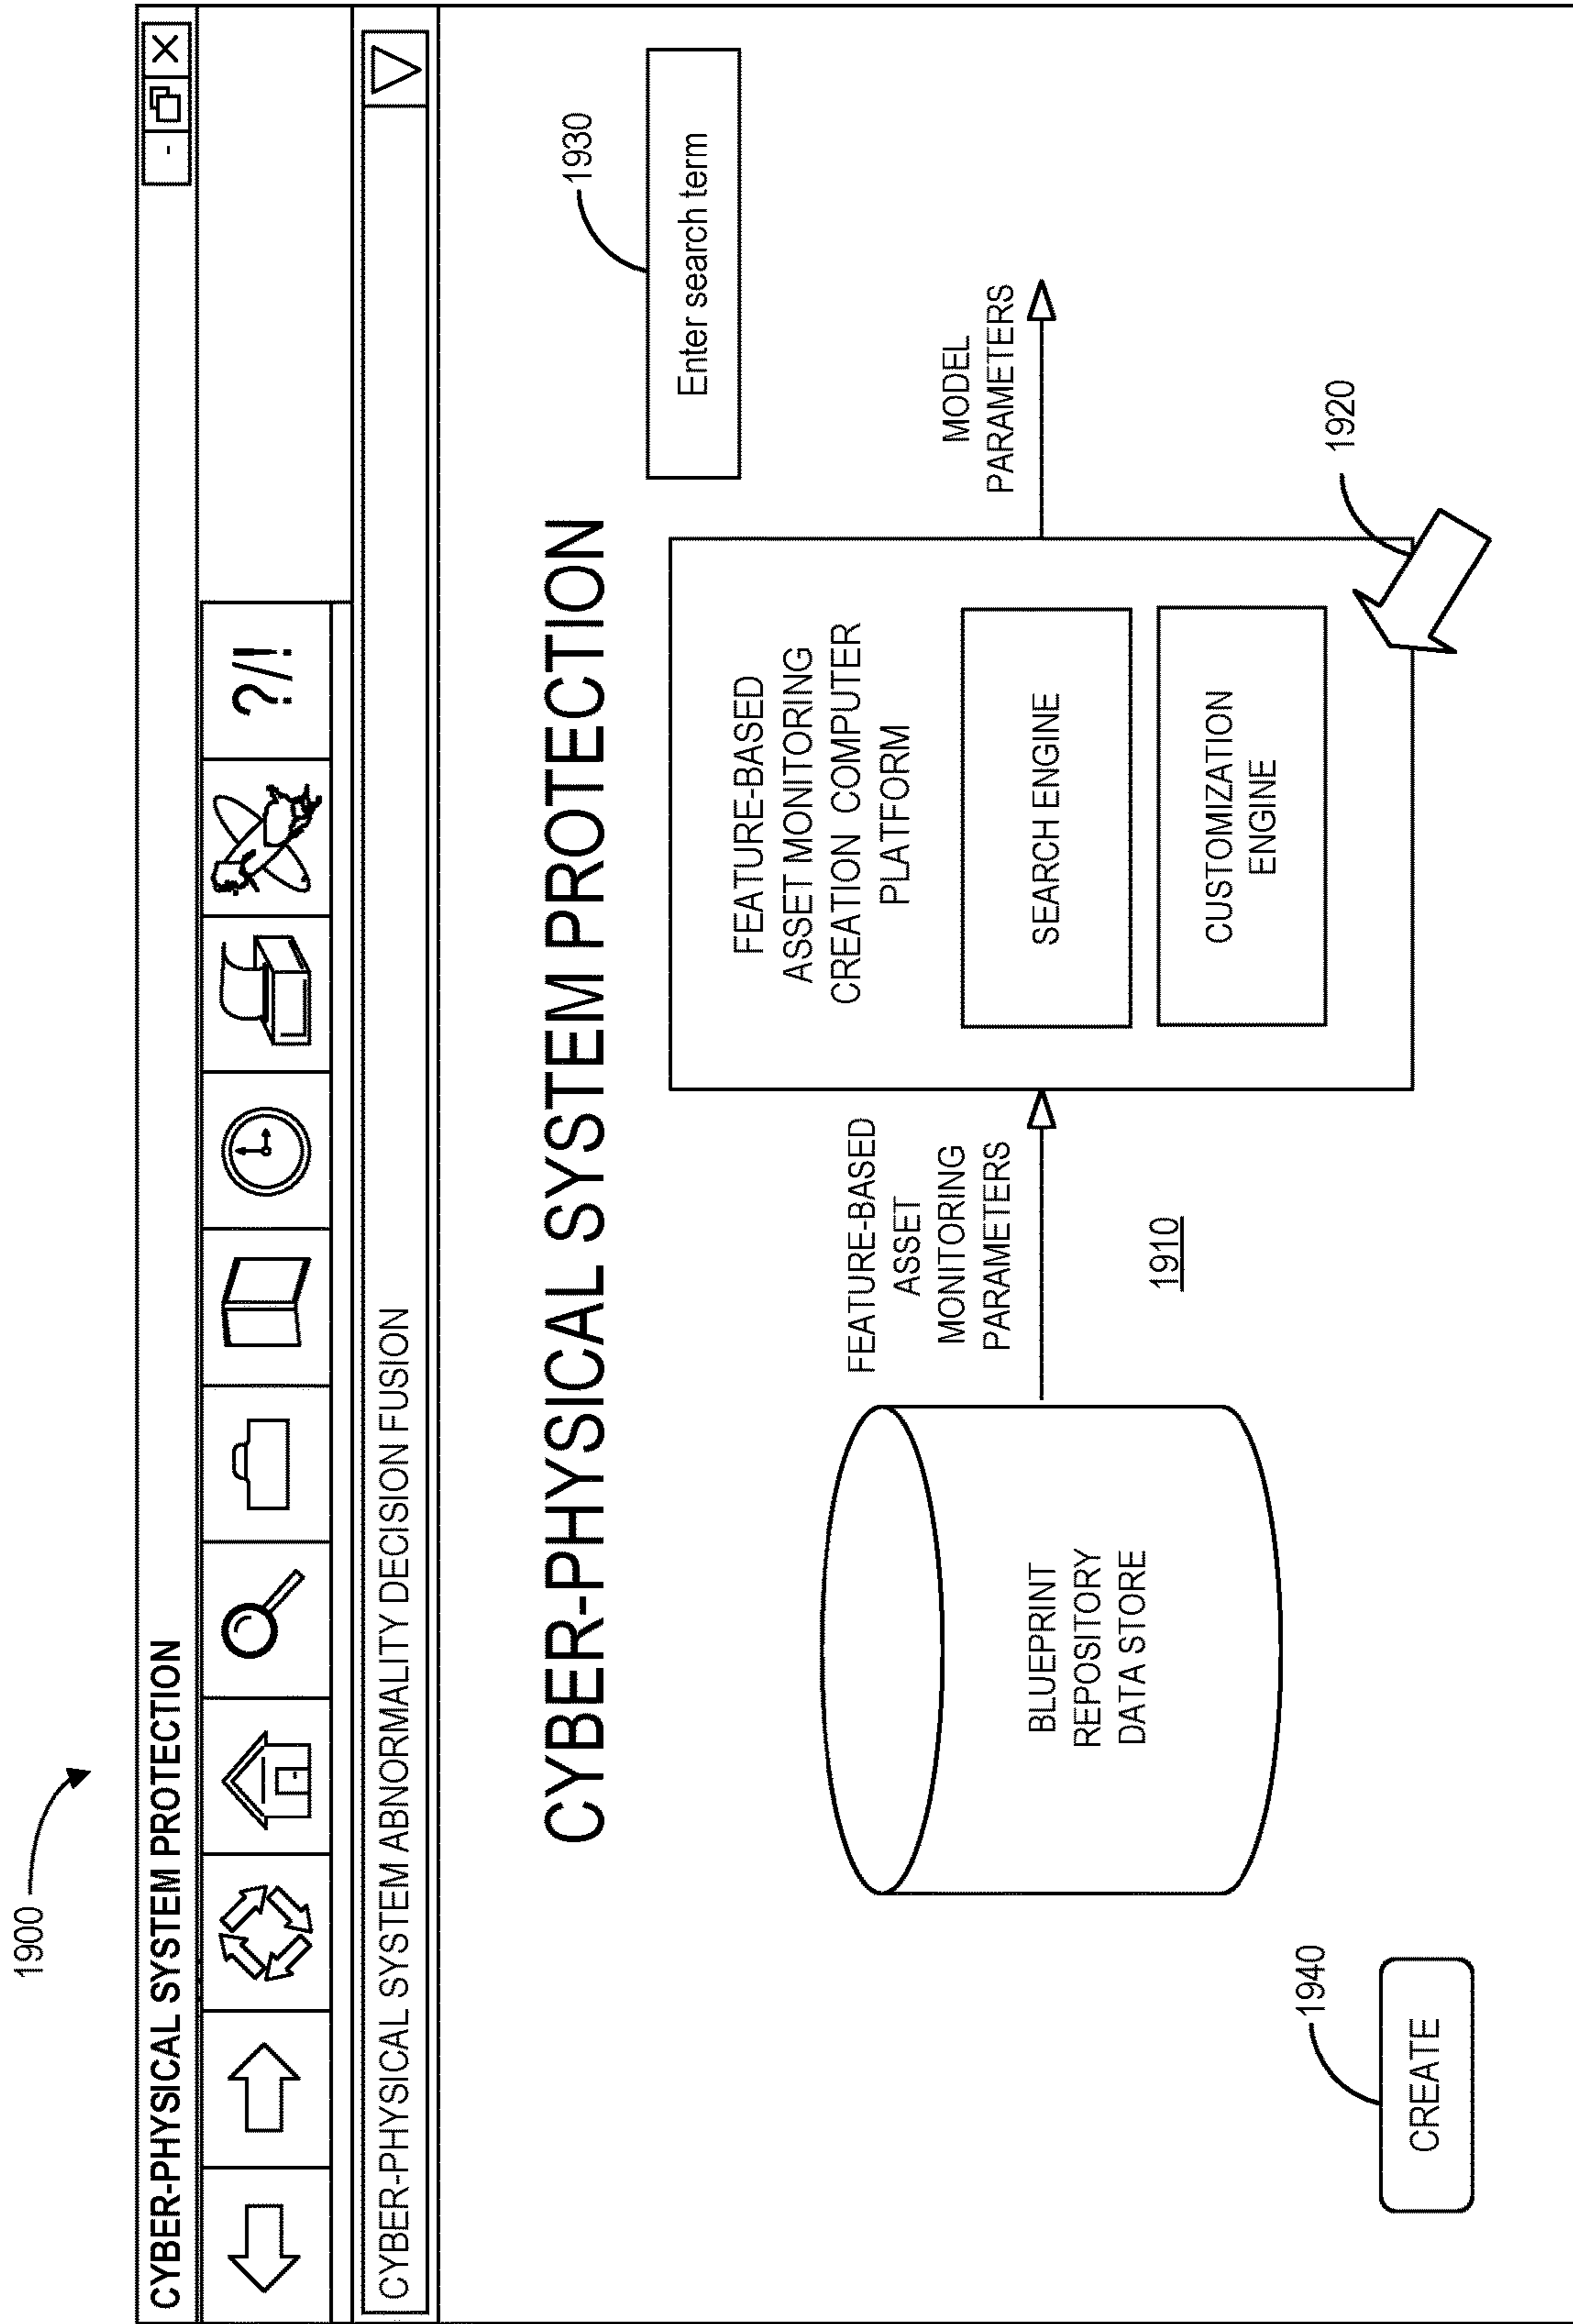 1900
CYBER-PHYSICAL SYSTEM PROTECTION
- X
?/!
CYBER-PHYSICAL SYSTEM ABNORMALITY DECISION FUSION
CYBER-PHYSICAL SYSTEM PROTECTION
1930
Enter search term
BLUEPRINT
REPOSITORY
DATA STORE
FEATURE-BASED
ASSET
MONITORING
PARAMETERS
1910
FEATURE-BASED
ASSET MONITORING
CREATION COMPUTER
PLATFORM
SEARCH ENGINE
CUSTOMIZATION
ENGINE
MODEL
PARAMETERS
1920
1940
CREATE